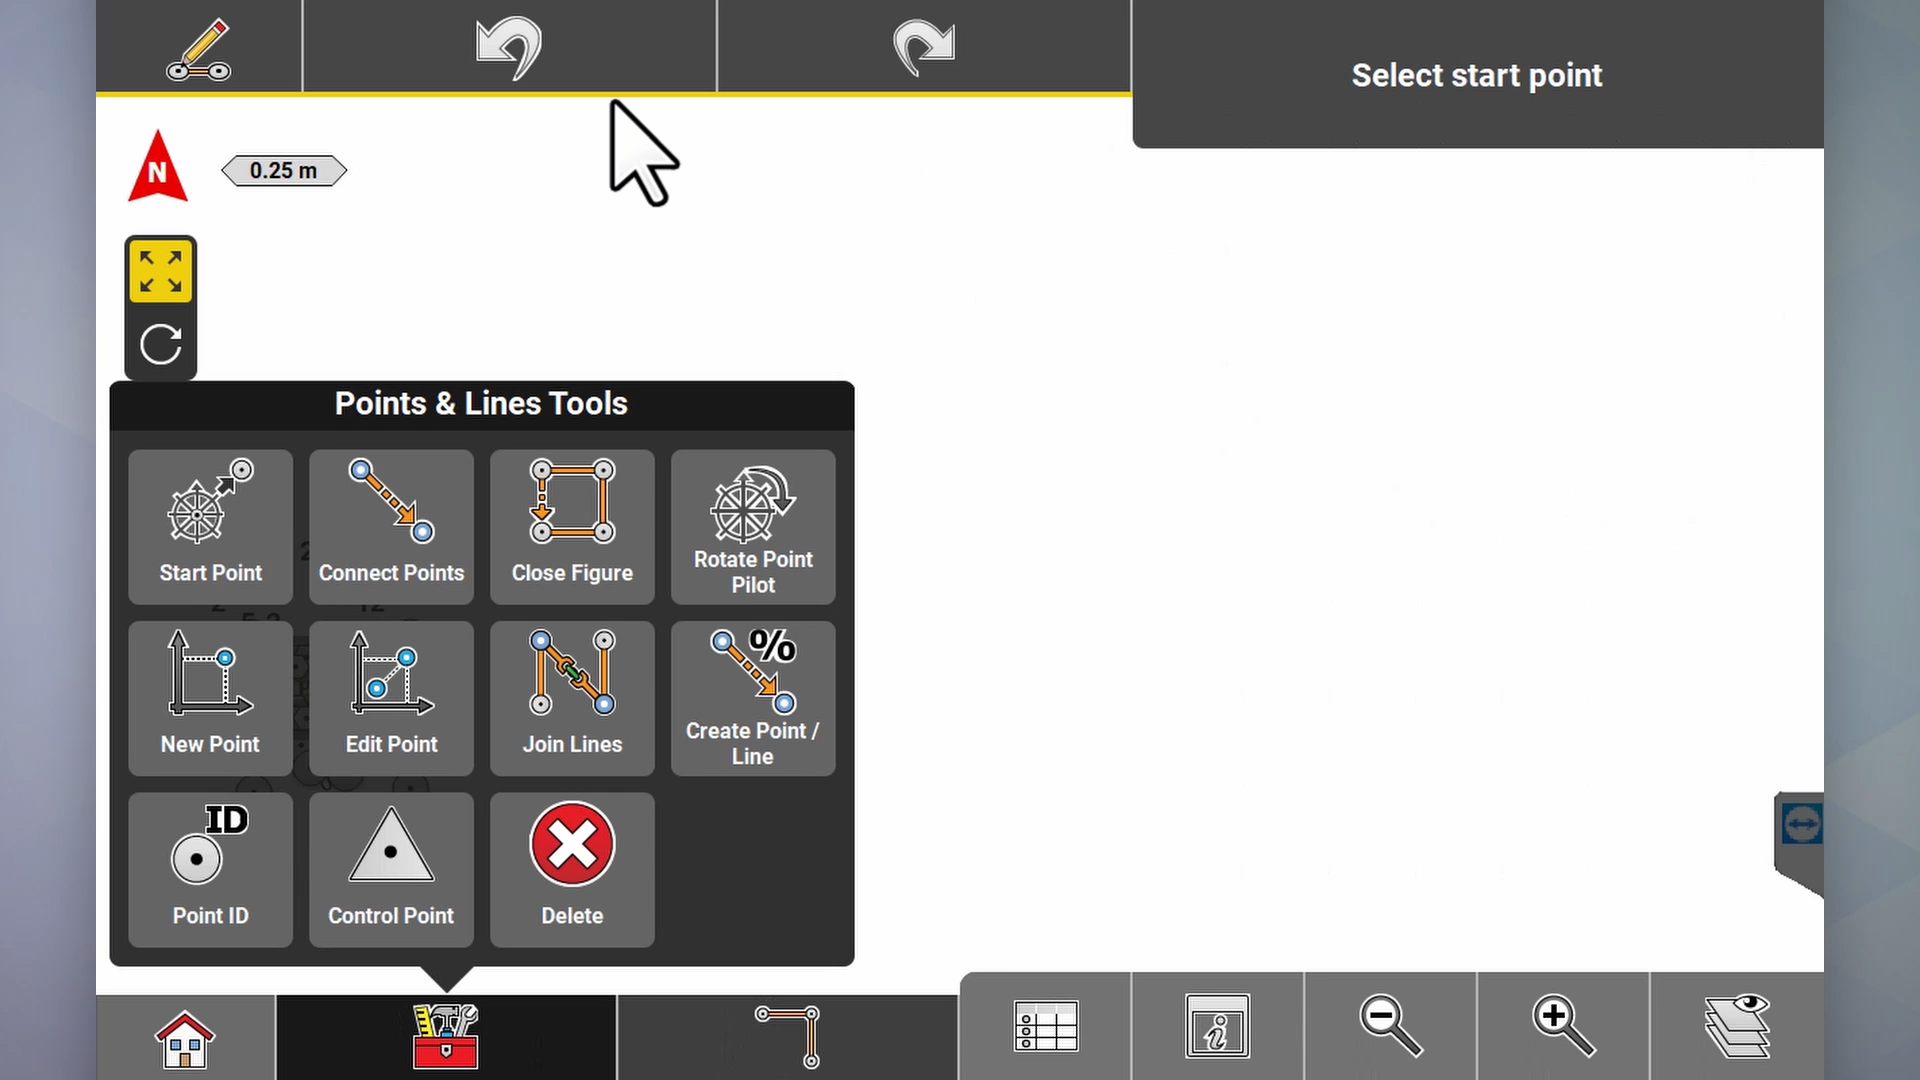 Select start point
N
0.25 m
Points & Lines Tools
Start Point
Connect Points
Close Figure
Rotate Point
Pilot
New Point
Edit Point
Join Lines
%
Create Point /
Line
ID
Point ID
Control Point
Delete